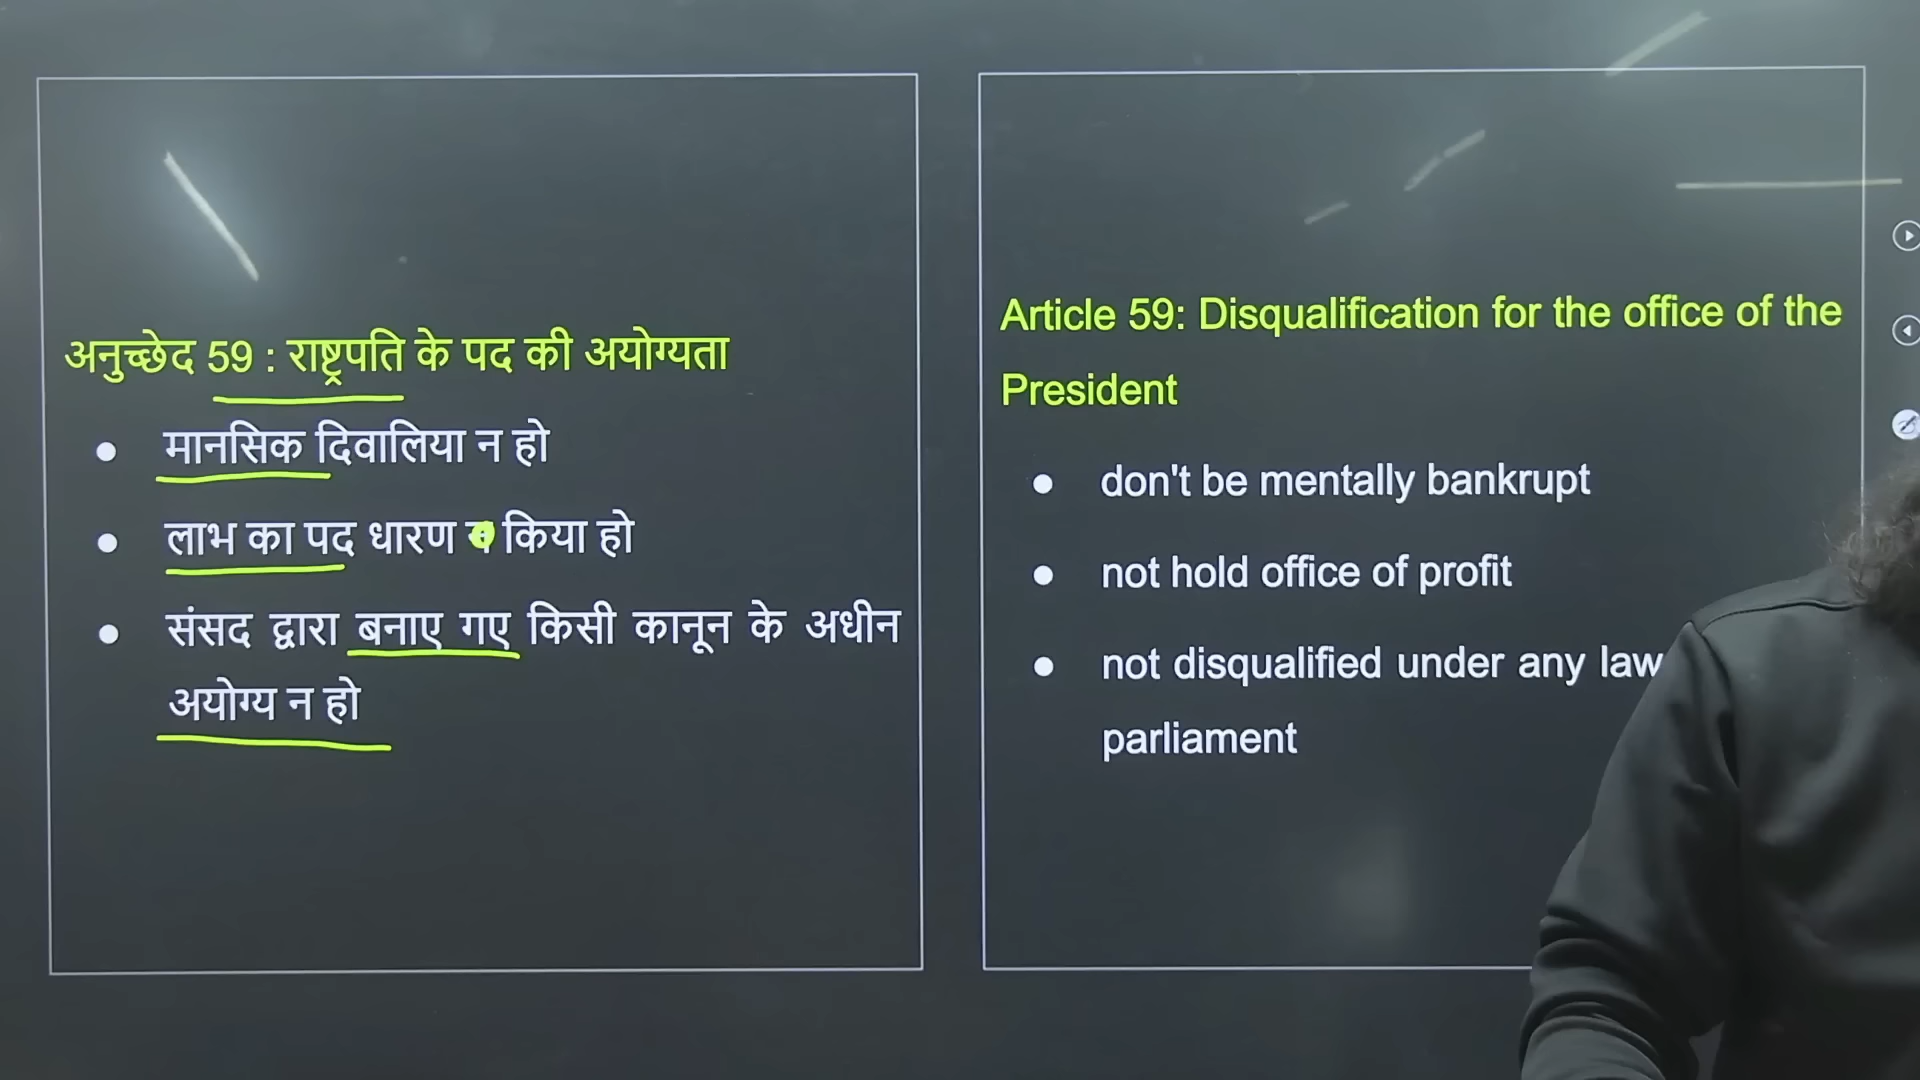 अनुच्छेद 59 : राष्ट्रपति के पद की अयोग्यता
मानसिक दिवालिया न हो
लाभ का पद धारण न किया हो
संसद द्वारा बनाए गए किसी कानून के अधीन
अयोग्य न हो
Article 59: Disqualification for the office of the
President
don't be mentally bankrupt
not hold office of profit
not disqualified under any law
parliament